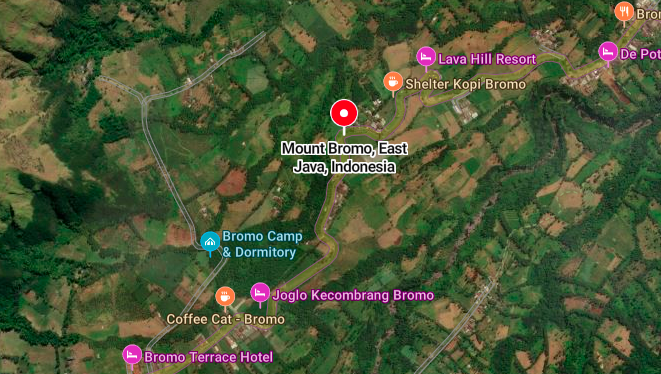 Bro
De Pot
Lava Hill Resort
Shelter Kopi Bromo
Mount Bromo, East
Java, Indonesia
Bromo Camp
& Dormitory
Joglo Kecombrang Bromo
Coffee Cat - Bromo
Bromo Terrace Hotel